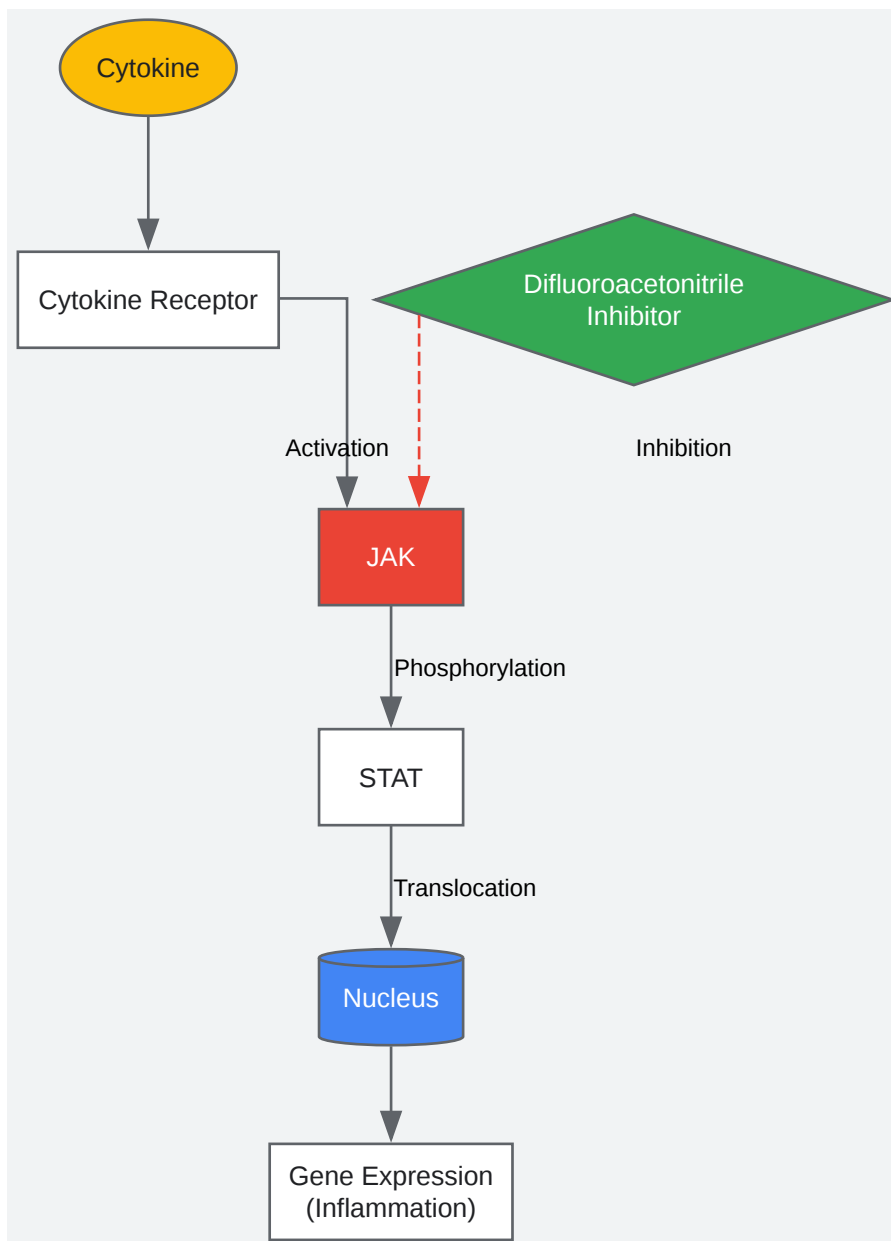 Cytokine
Cytokine Receptor
Difluoroacetonitrile
Inhibitor
Activation
Inhibition
JAK
Phosphorylation
STAT
Translocation
Nucleus
Gene Expression
(Inflammation)